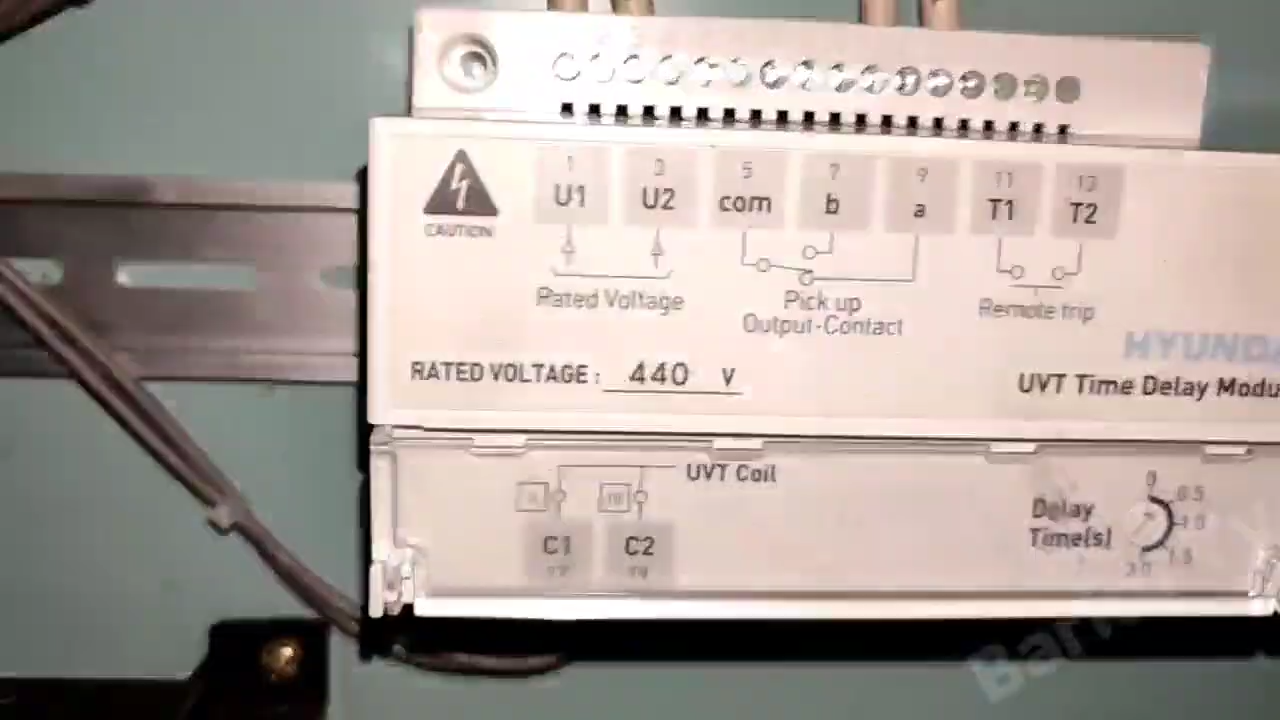 1 3 5 7 9 11 13
U1 U2 com b a T1 T2
CAUTION
Rated Voltage
Pick up
Output-Contact
Remote trip
HYUNDA
RATED VOLTAGE: 440 V
UVT Time Delay Modu
UVT Coil
C1 C2
Delay
Time(s)
0
0.5
1.0
1.5
3.0
Bar